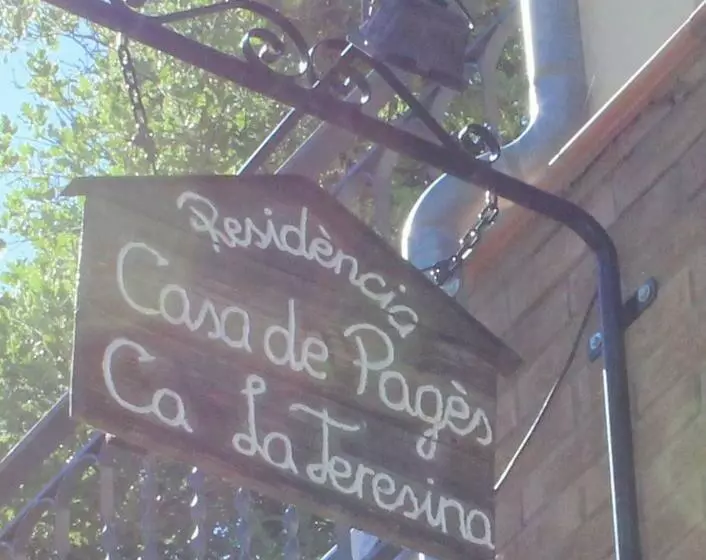 Residència
Casa de Pagès
Ca La Teresina